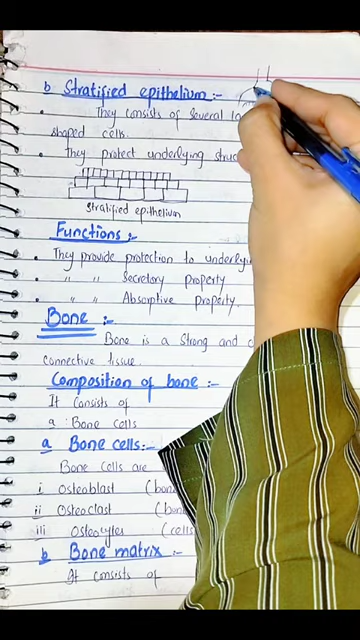 b Stratified epithelium :-
They consists of several
shaped cells.
• They protect underlying
Stratified epithelium
Functions :-
• They provide protection to
• " " Secretory property
• " " Absorptive property.
Bone :-
Bone is a strong and
connective tissue.
Composition of bone :-
It consists of
a Bone cells
a Bone cells:-
Bone cells are
i Osteoblast
ii Osteoclast
iii Osteocytes (cells
b Bone matrix :-
It consists of